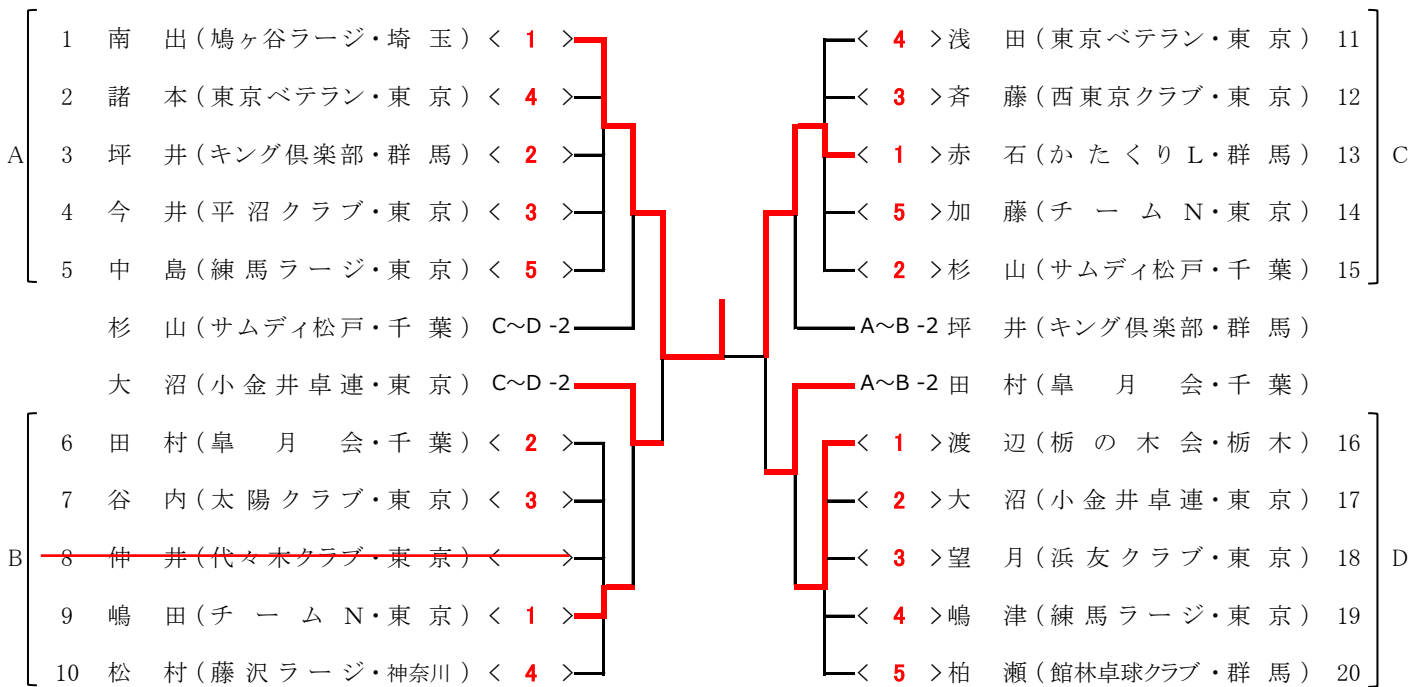 1 南 出 (鳩ヶ谷ラージ・埼 玉) < 1 >
2 諸 本 (東京ベテラン・東 京) < 4 >
A
3 坪 井 (キング倶楽部・群 馬) < 2 >
4 今 井 (平沼クラブ・東 京) < 3 >
5 中 島 (練馬ラージ・東 京) < 5 >
杉 山 (サムディ松戸・千 葉) C~D -2
大 沼 (小金井卓連・東 京) C~D -2
6 田 村 (皐 月 会・千 葉) < 2 >
7 谷 内 (太陽クラブ・東 京) < 3 >
B
8 仲 井 (代々木クラブ・東 京) < >
9 嶋 田 (チ ー ム N・東 京) < 1 >
10 松 村 (藤沢ラージ・神奈川) < 4 >
< 4 > 浅 田 (東京ベテラン・東 京) 11
< 3 > 斉 藤 (西東京クラブ・東 京) 12
< 1 > 赤 石 (かたくり L・群 馬) 13
C
< 5 > 加 藤 (チ ー ム N・東 京) 14
< 2 > 杉 山 (サムディ松戸・千 葉) 15
A~B -2 坪 井 (キング倶楽部・群 馬)
A~B -2 田 村 (皐 月 会・千 葉)
< 1 > 渡 辺 (栃 の 木 会・栃 木) 16
< 2 > 大 沼 (小金井卓連・東 京) 17
< 3 > 望 月 (浜友クラブ・東 京) 18
D
< 4 > 嶋 津 (練馬ラージ・東 京) 19
< 5 > 柏 瀬 (館林卓球クラブ・群 馬) 20